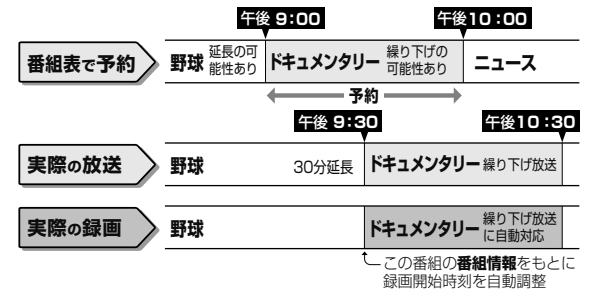 午後 9:00 午後10:00
番組表で予約 野球 延長の可能性あり ドキュメンタリー 繰り下げの可能性あり ニュース
予約
午後 9:30 午後10:30
実際の放送 野球 30分延長 ドキュメンタリー 繰り下げ放送
実際の録画 野球 ドキュメンタリー 繰り下げ放送に自動対応
この番組の番組情報をもとに
録画開始時刻を自動調整